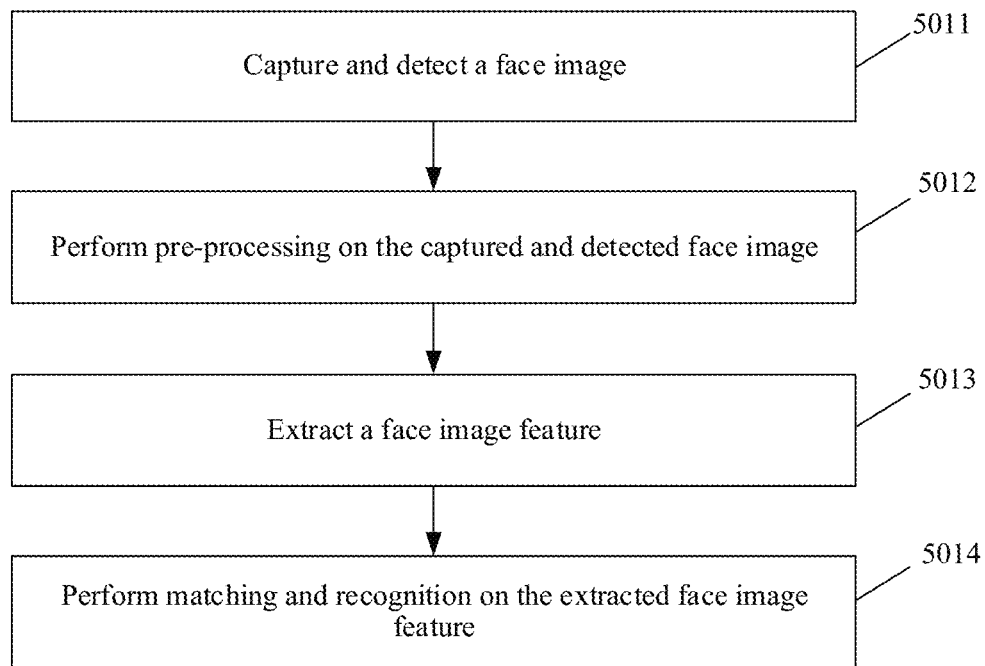 5011
Capture and detect a face image
5012
Perform pre-processing on the captured and detected face image
5013
Extract a face image feature
5014
Perform matching and recognition on the extracted face image
feature